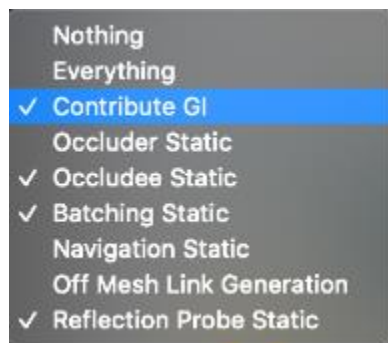 Nothing
Everything
✓ Contribute GI
Occluder Static
✓ Occludee Static
✓ Batching Static
Navigation Static
Off Mesh Link Generation
✓ Reflection Probe Static